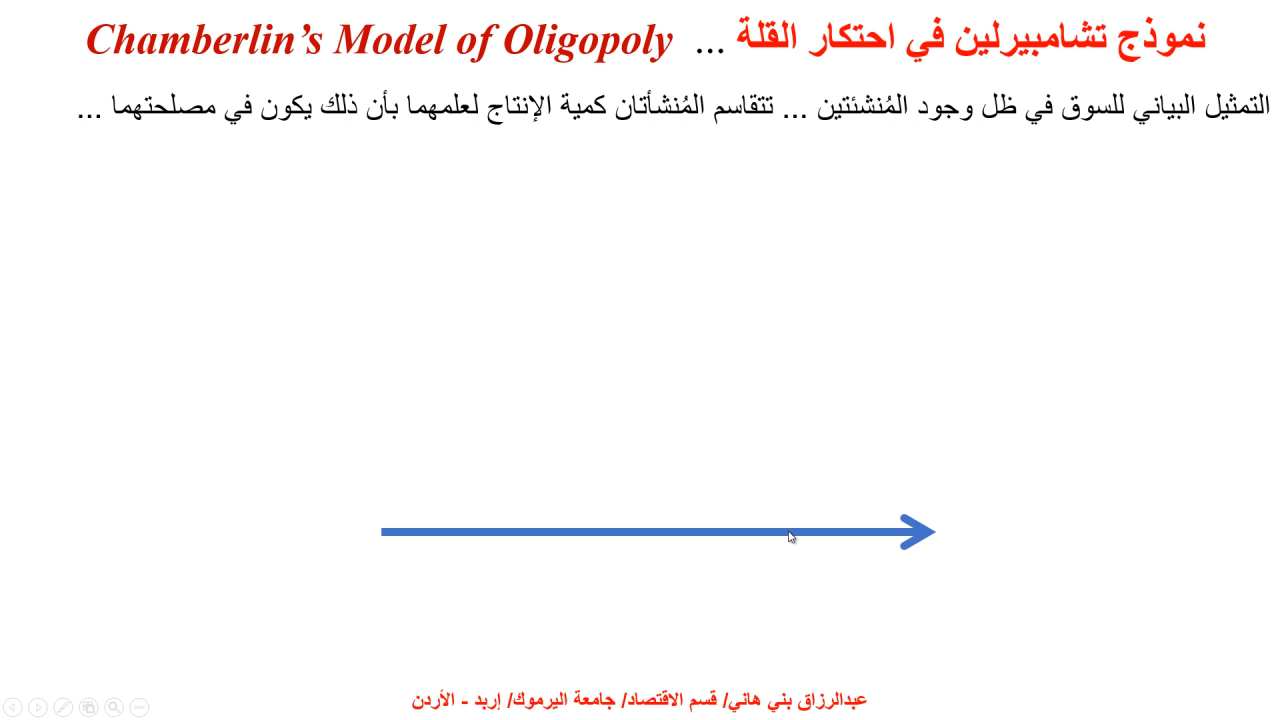 نموذج تشامبيرلين في احتكار القلة ... Chamberlin’s Model of Oligopoly
التمثيل البياني للسوق في ظل وجود المُنشئتين ... تتقاسم المُنشأتان كمية الإنتاج لعلمهما بأن ذلك يكون في مصلحتهما ...
عبدالرزاق بني هاني/ قسم الاقتصاد/ جامعة اليرموك/ إربد - الأردن